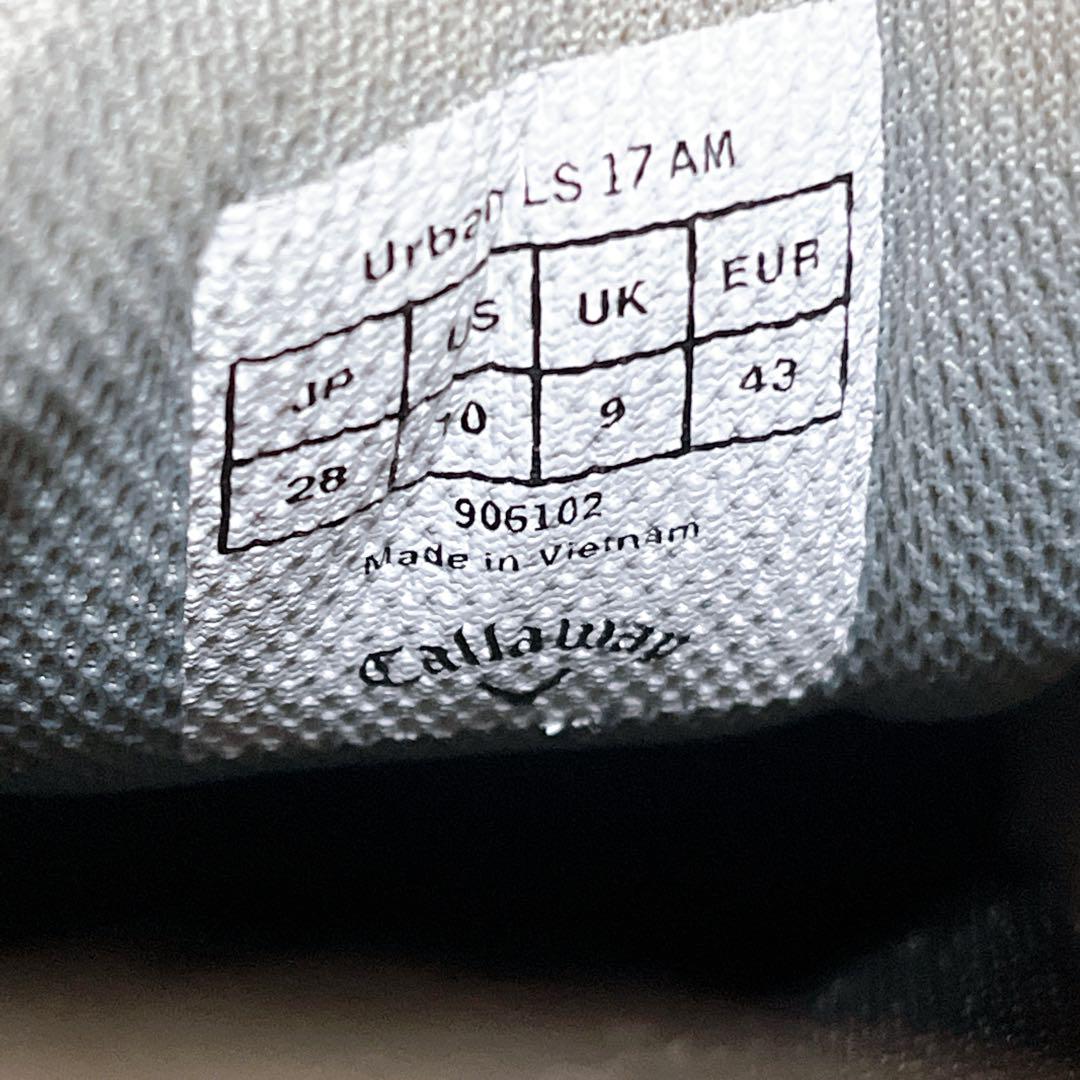 Urban LS 17 AM
JP US UK EUR
28 10 9 43
906102
Made in Vietnam
Callaway